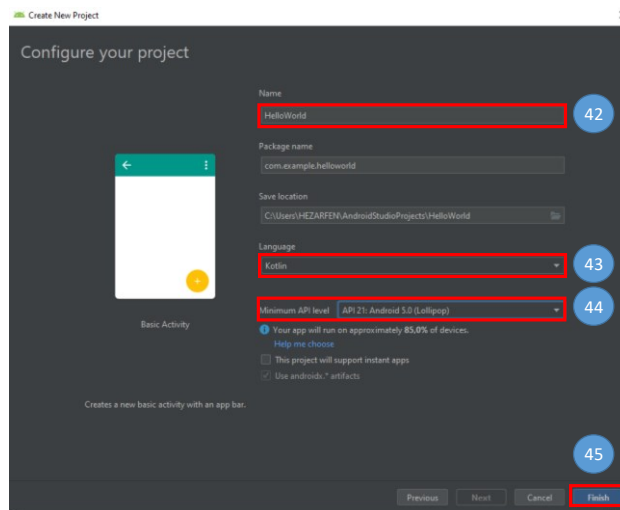 Create New Project
Configure your project
Name
HelloWorld
42
Package name
com.example.helloworld
Save location
C:\Users\HEZARFEN\AndroidStudioProjects\HelloWorld
Language
Kotlin
43
Minimum API level API 21: Android 5.0 (Lollipop)
44
Your app will run on approximately 85,0% of devices.
Help me choose
This project will support instant apps
Use androidx.* artifacts
Basic Activity
Creates a new basic activity with an app bar.
45
Previous Next Cancel Finish